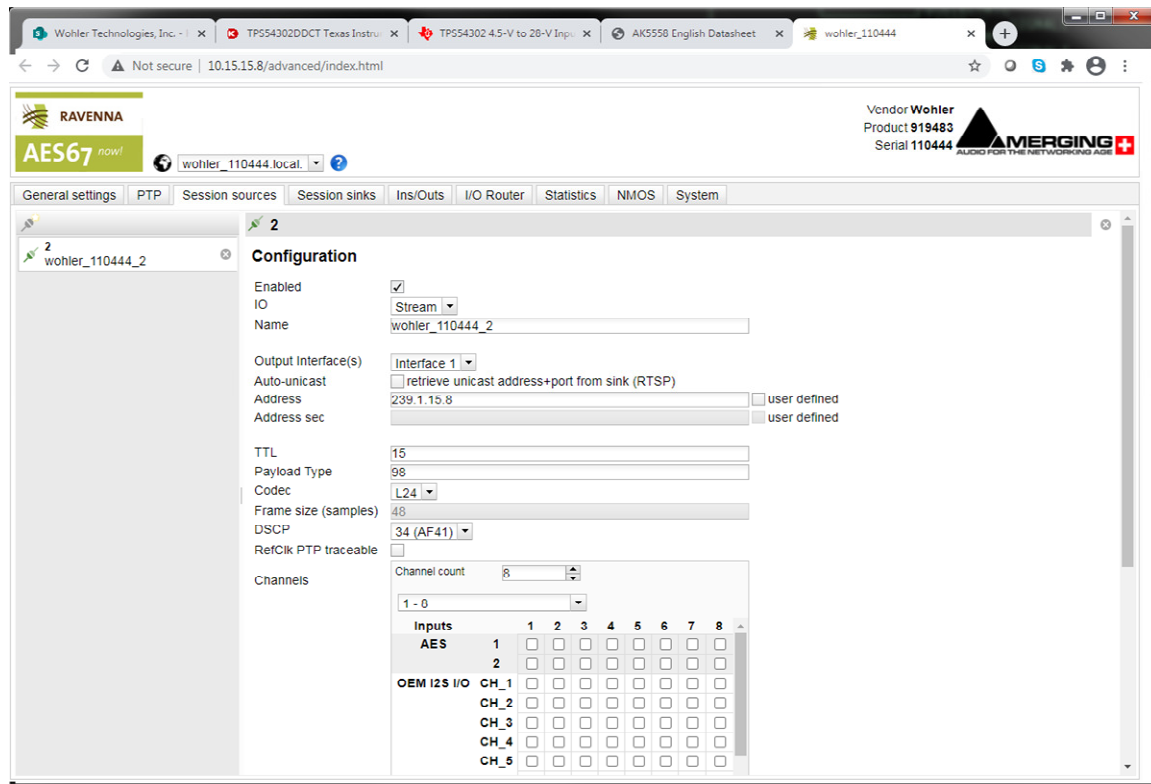 Wohler Technologies, Inc. -
TPS54302DDCT Texas Instru
TPS54302 4.5-V to 28-V Inpu
AK5558 English Datasheet
wohler_110444
Not secure | 10.15.15.8/advanced/index.html
RAVENNA
AES67 now!
wohler_110444.local.
Vendor Wohler
Product 919483
Serial 110444
MERGING
AUDIO FOR THE NETWORKING AGE
General settings PTP Session sources Session sinks Ins/Outs I/O Router Statistics NMOS System
2
wohler_110444_2
2
Configuration
Enabled
IO Stream
Name wohler_110444_2
Output Interface(s) Interface 1
Auto-unicast retrieve unicast address+port from sink (RTSP)
Address 239.1.15.8 user defined
Address sec user defined
TTL 15
Payload Type 98
Codec L24
Frame size (samples) 48
DSCP 34 (AF41)
RefClk PTP traceable
Channels
Channel count 8
1 - 8
Inputs 1 2 3 4 5 6 7 8
AES 1
2
OEM I2S I/O CH_1
CH_2
CH_3
CH_4
CH_5